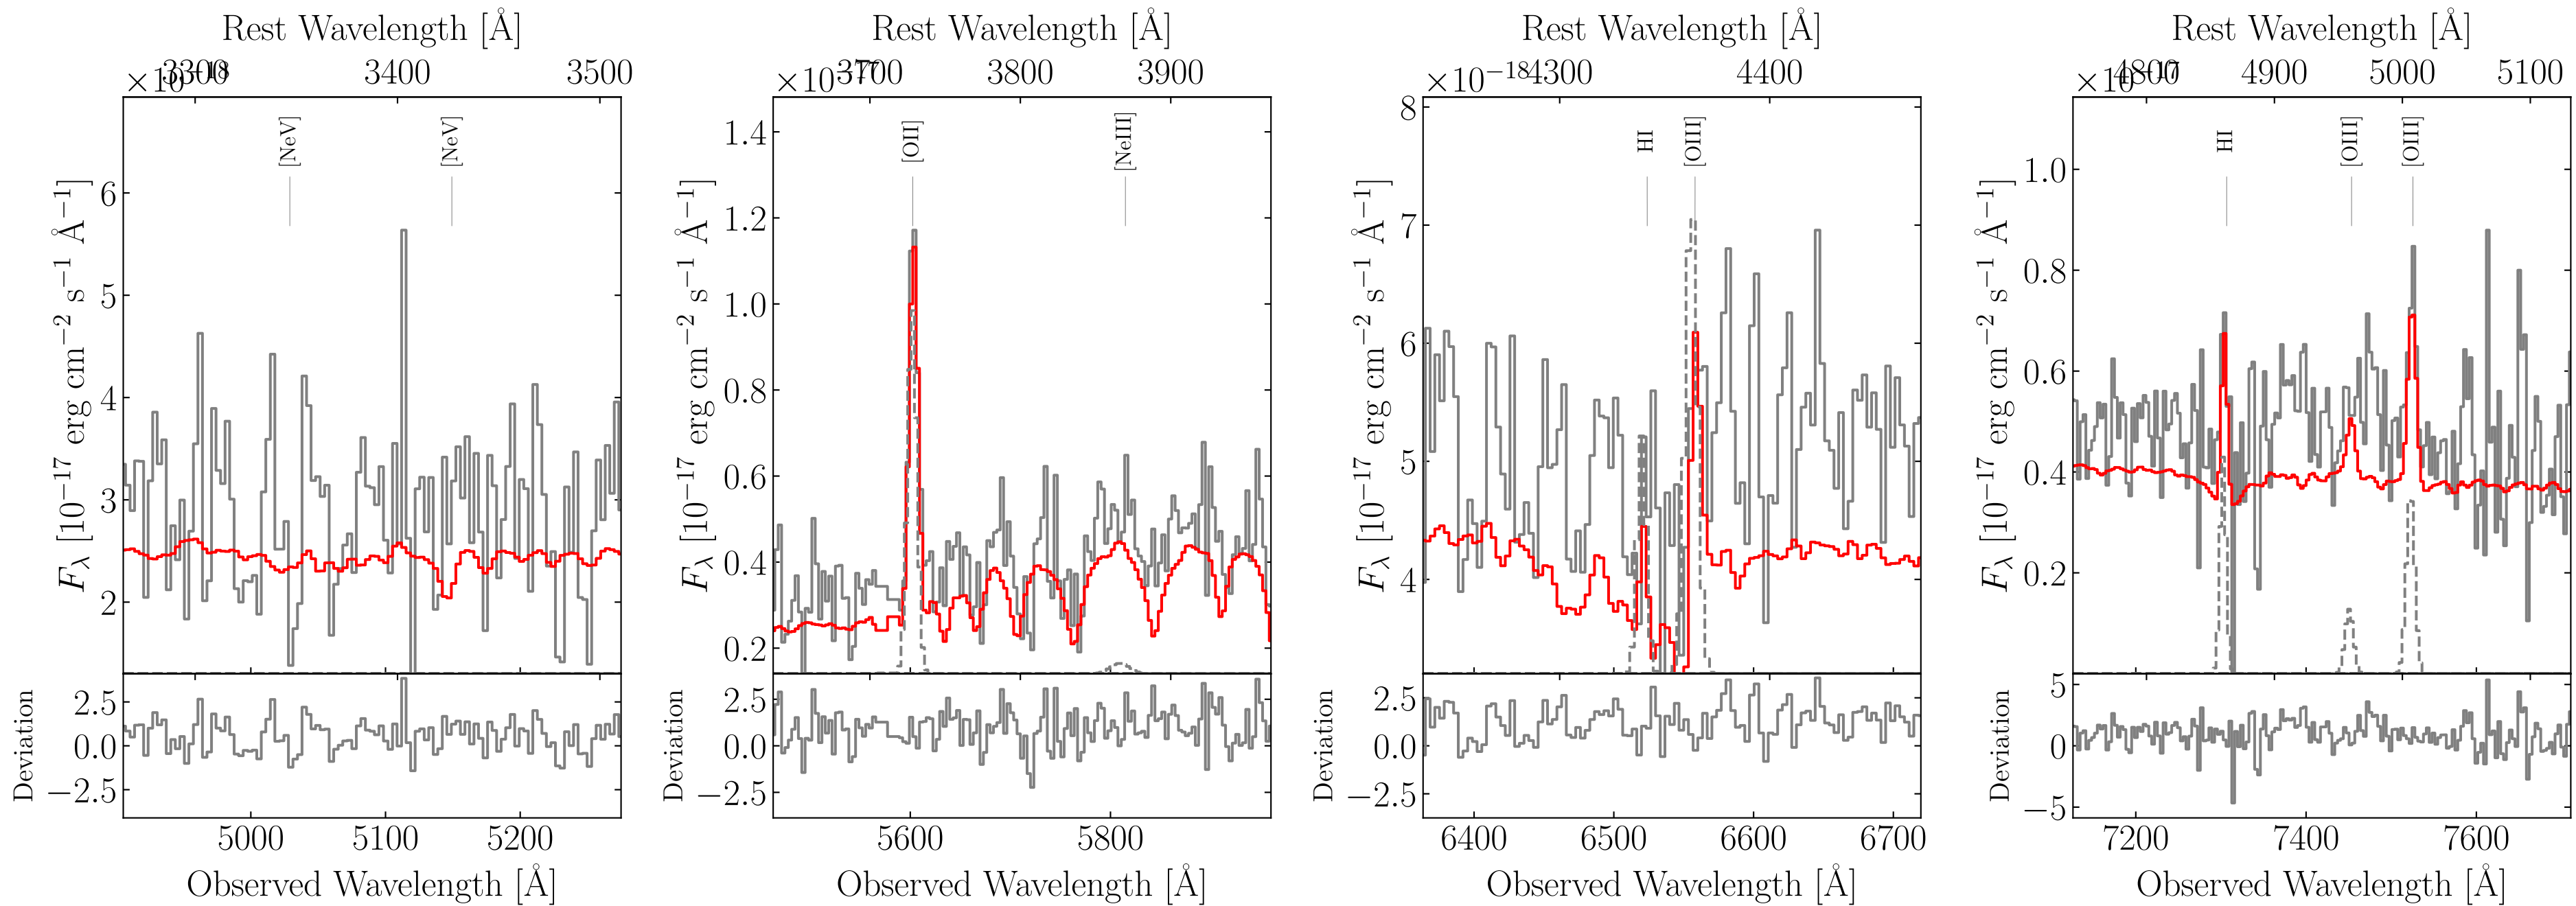 Rest Wavelength [Å] Rest Wavelength [Å] Rest Wavelength [Å] Rest Wavelength [Å]
3300 3400 3500 3700 3800 3900 4300 4400 4800 4900 5000 5100
×10⁻¹⁸ ×10⁻¹⁷ ×10⁻¹⁸ ×10⁻¹⁷
[NeV] [NeV] [OII] [NeIII] HI [OIII] HI [OIII] [OIII]
F_λ [10⁻¹⁷ erg cm⁻² s⁻¹ Å⁻¹]
6
5
4
3
2
F_λ [10⁻¹⁷ erg cm⁻² s⁻¹ Å⁻¹]
1.4
1.2
1.0
0.8
0.6
0.4
0.2
F_λ [10⁻¹⁷ erg cm⁻² s⁻¹ Å⁻¹]
8
7
6
5
4
F_λ [10⁻¹⁷ erg cm⁻² s⁻¹ Å⁻¹]
1.0
0.8
0.6
0.4
0.2
Deviation
2.5
0.0
−2.5
Deviation
2.5
0.0
−2.5
Deviation
2.5
0.0
−2.5
Deviation
5
0
−5
5000 5100 5200 5600 5800 6400 6500 6600 6700 7200 7400 7600
Observed Wavelength [Å] Observed Wavelength [Å] Observed Wavelength [Å] Observed Wavelength [Å]